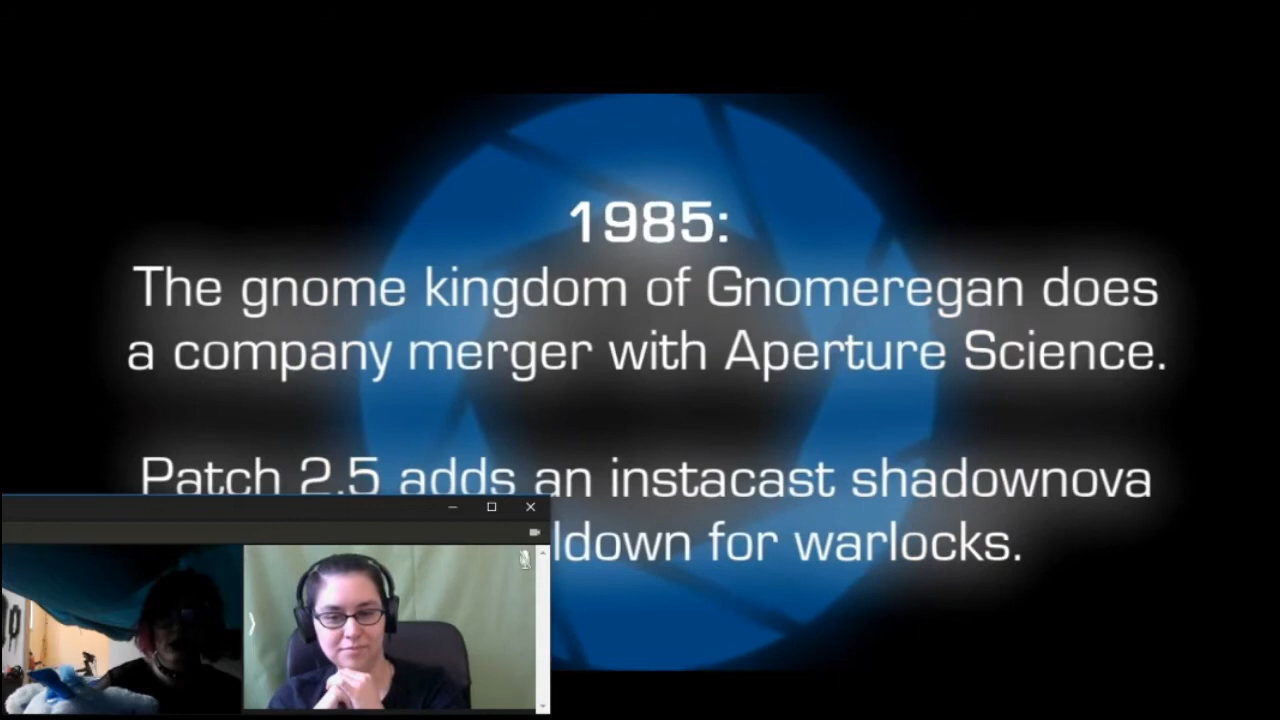 1985:
The gnome kingdom of Gnomeregan does
a company merger with Aperture Science.
Patch 2.5 adds an instacast shadownova
ldown for warlocks.